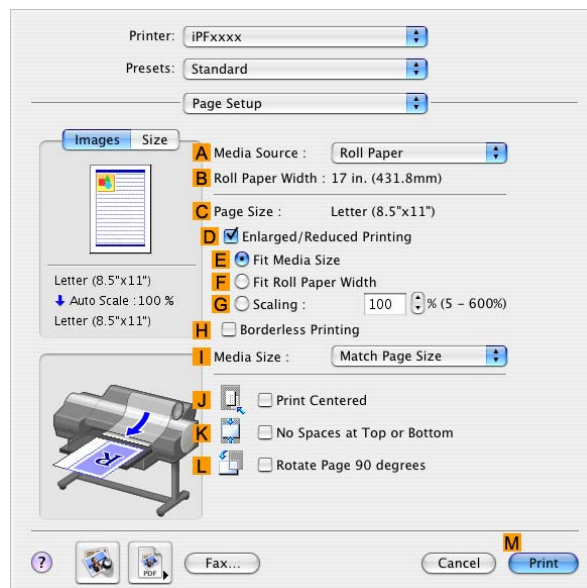 Printer: iPFxxxx
Presets: Standard
Page Setup
Images Size
A Media Source : Roll Paper
B Roll Paper Width : 17 in. (431.8mm)
C Page Size : Letter (8.5"x11")
D Enlarged/Reduced Printing
E Fit Media Size
F Fit Roll Paper Width
G Scaling : 100 % (5 - 600%)
Letter (8.5"x11")
Auto Scale :100 %
Letter (8.5"x11")
H Borderless Printing
I Media Size : Match Page Size
J Print Centered
K No Spaces at Top or Bottom
L Rotate Page 90 degrees
R
M
? PDF Fax... Cancel Print